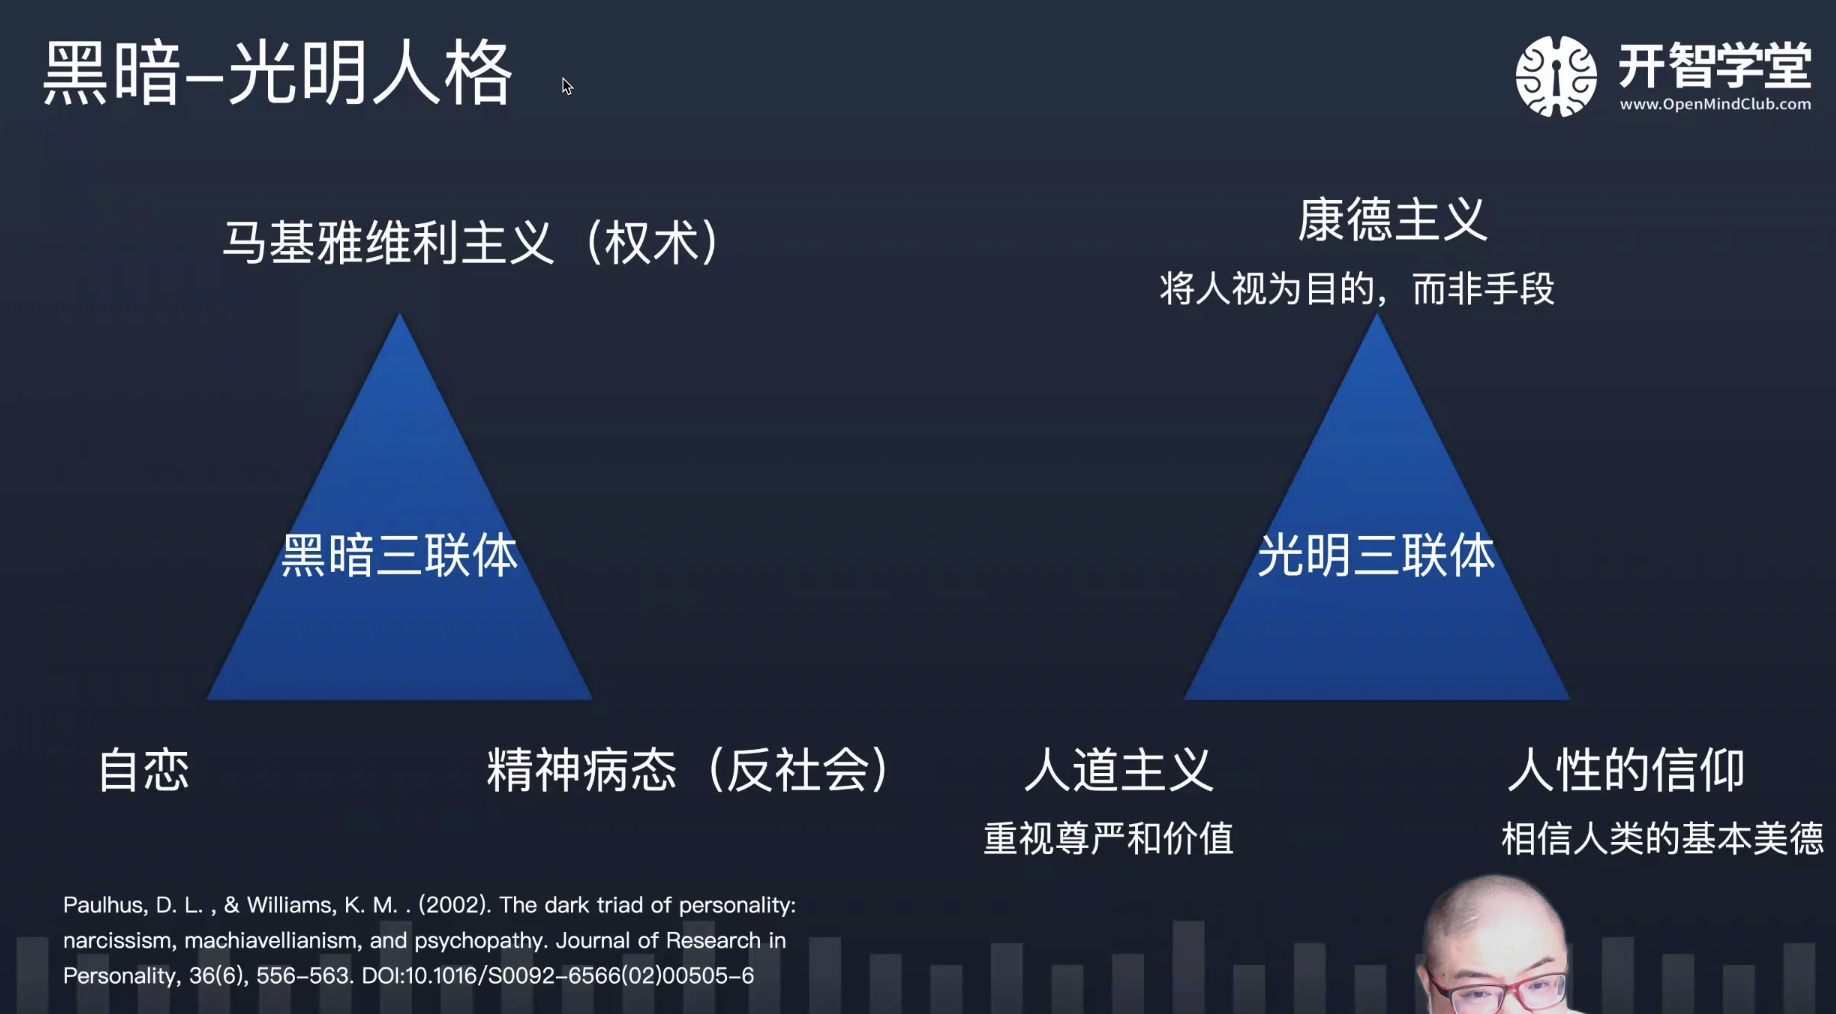 黑暗–光明人格
开智学堂
www.OpenMindClub.com
马基雅维利主义（权术）
黑暗三联体
自恋
精神病态（反社会）
康德主义
将人视为目的，而非手段
光明三联体
人道主义
重视尊严和价值
人性的信仰
相信人类的基本美德
Paulhus, D. L. , & Williams, K. M. . (2002). The dark triad of personality:
narcissism, machiavellianism, and psychopathy. Journal of Research in
Personality, 36(6), 556–563. DOI:10.1016/S0092–6566(02)00505–6